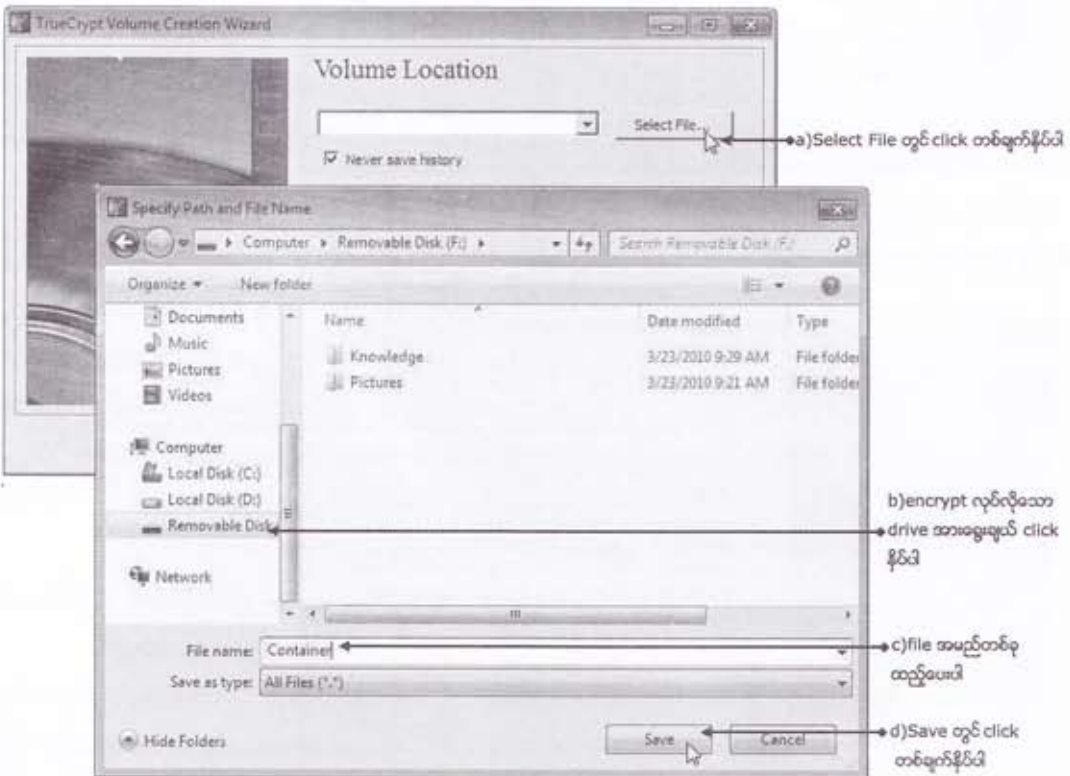 TrueCrypt Volume Creation Wizard
Volume Location
Select File...
Never save history
a)Select File တွင် click တစ်ချက်နှိပ်ပါ
Specify Path and File Name
Computer ▸ Removable Disk (F:) ▸
Search Removable Disk (F:)
Organize ▾ New folder
Documents
Music
Pictures
Videos
Computer
Local Disk (C:)
Local Disk (D:)
Removable Disk
Network
Name Date modified Type
Knowledge 3/23/2010 9:29 AM File folder
Pictures 3/23/2010 9:21 AM File folder
b)encrypt လုပ်လိုသော
drive အားရွေးချယ် click
နှိပ်ပါ
File name: Container
c)file အမည်တစ်ခု
ထည့်ပေးပါ
Save as type: All Files (*.*)
Hide Folders
Save Cancel
d)Save တွင် click
တစ်ချက်နှိပ်ပါ